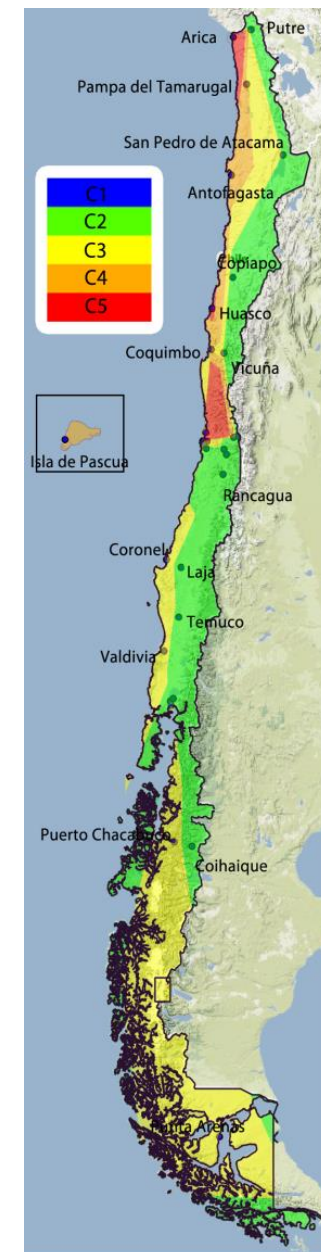 Putre
Arica
Pampa del Tamarugal
San Pedro de Atacama
C1
C2
C3
C4
C5
Antofagasta
Copiapo
Huasco
Coquimbo
Vicuña
Isla de Pascua
Rancagua
Coronel
Laja
Temuco
Valdivia
Puerto Chacabuco
Coihaique
Punta Arenas